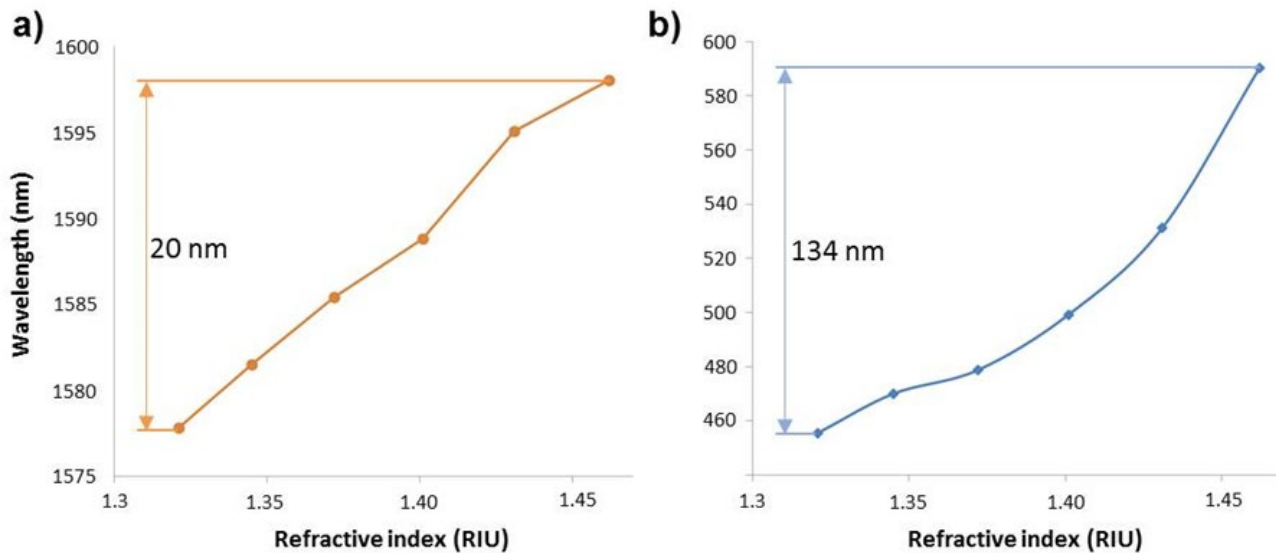 a)
Wavelength (nm)
1600
1595
1590
1585
1580
1575
20 nm
1.3 1.35 1.40 1.45
Refractive index (RIU)
b)
600
580
560
540
520
500
480
460
134 nm
1.3 1.35 1.40 1.45
Refractive index (RIU)